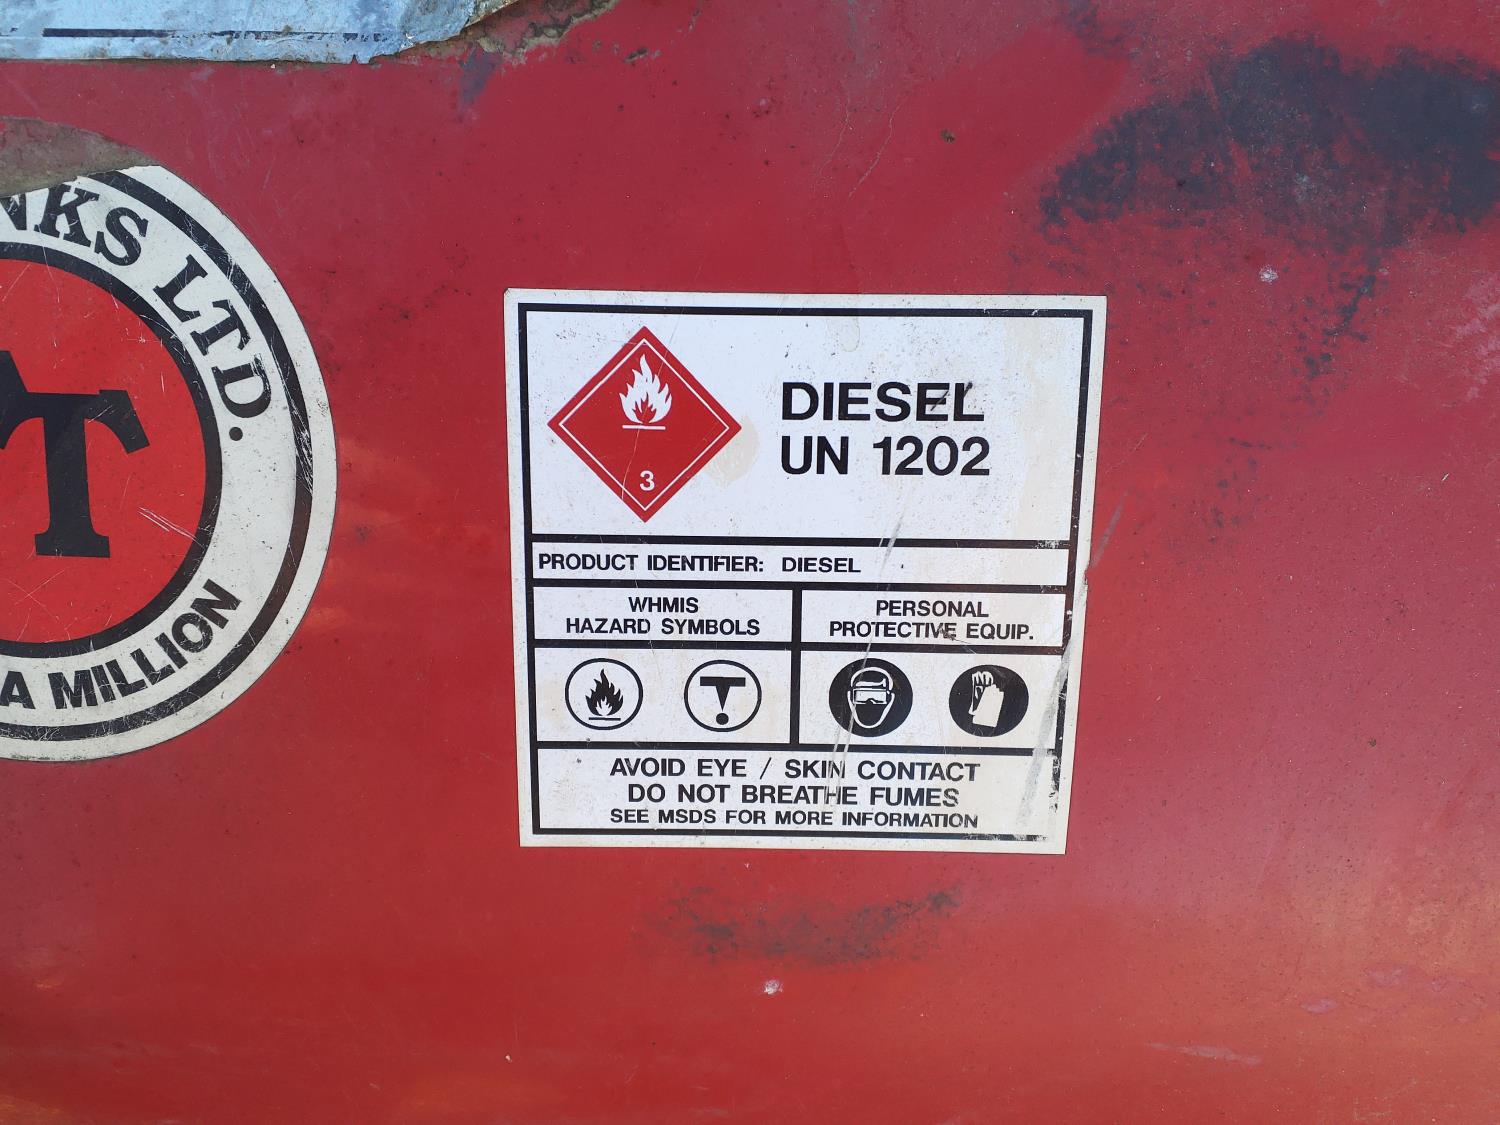 LTD.
A MILLION
T
3
DIESEL
UN 1202
PRODUCT IDENTIFIER: DIESEL
WHMIS
HAZARD SYMBOLS
PERSONAL
PROTECTIVE EQUIP.
AVOID EYE / SKIN CONTACT
DO NOT BREATHE FUMES
SEE MSDS FOR MORE INFORMATION